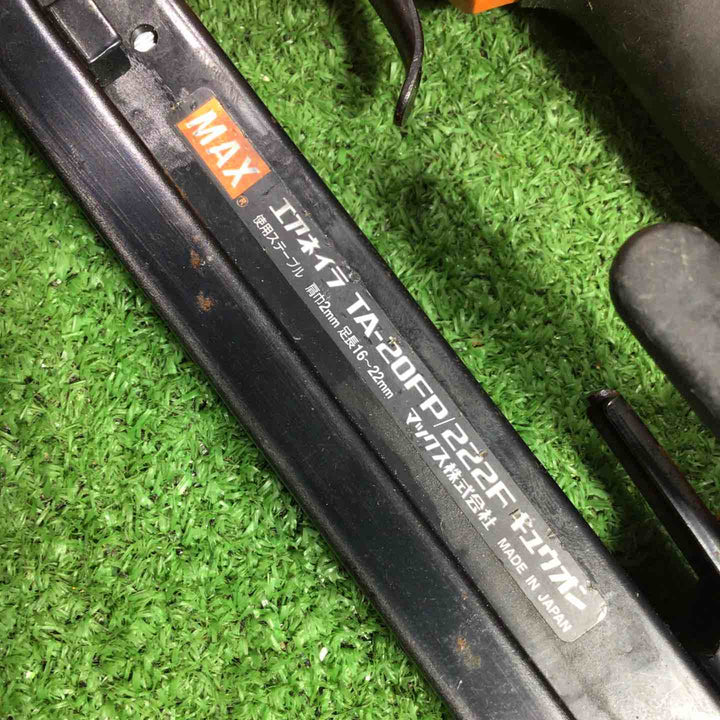 MAX®
エアネイラ TA-20FP/222F キュウオン
使用ステープル 肩巾2mm 足長16〜22mm マックス株式会社 MADE IN JAPAN